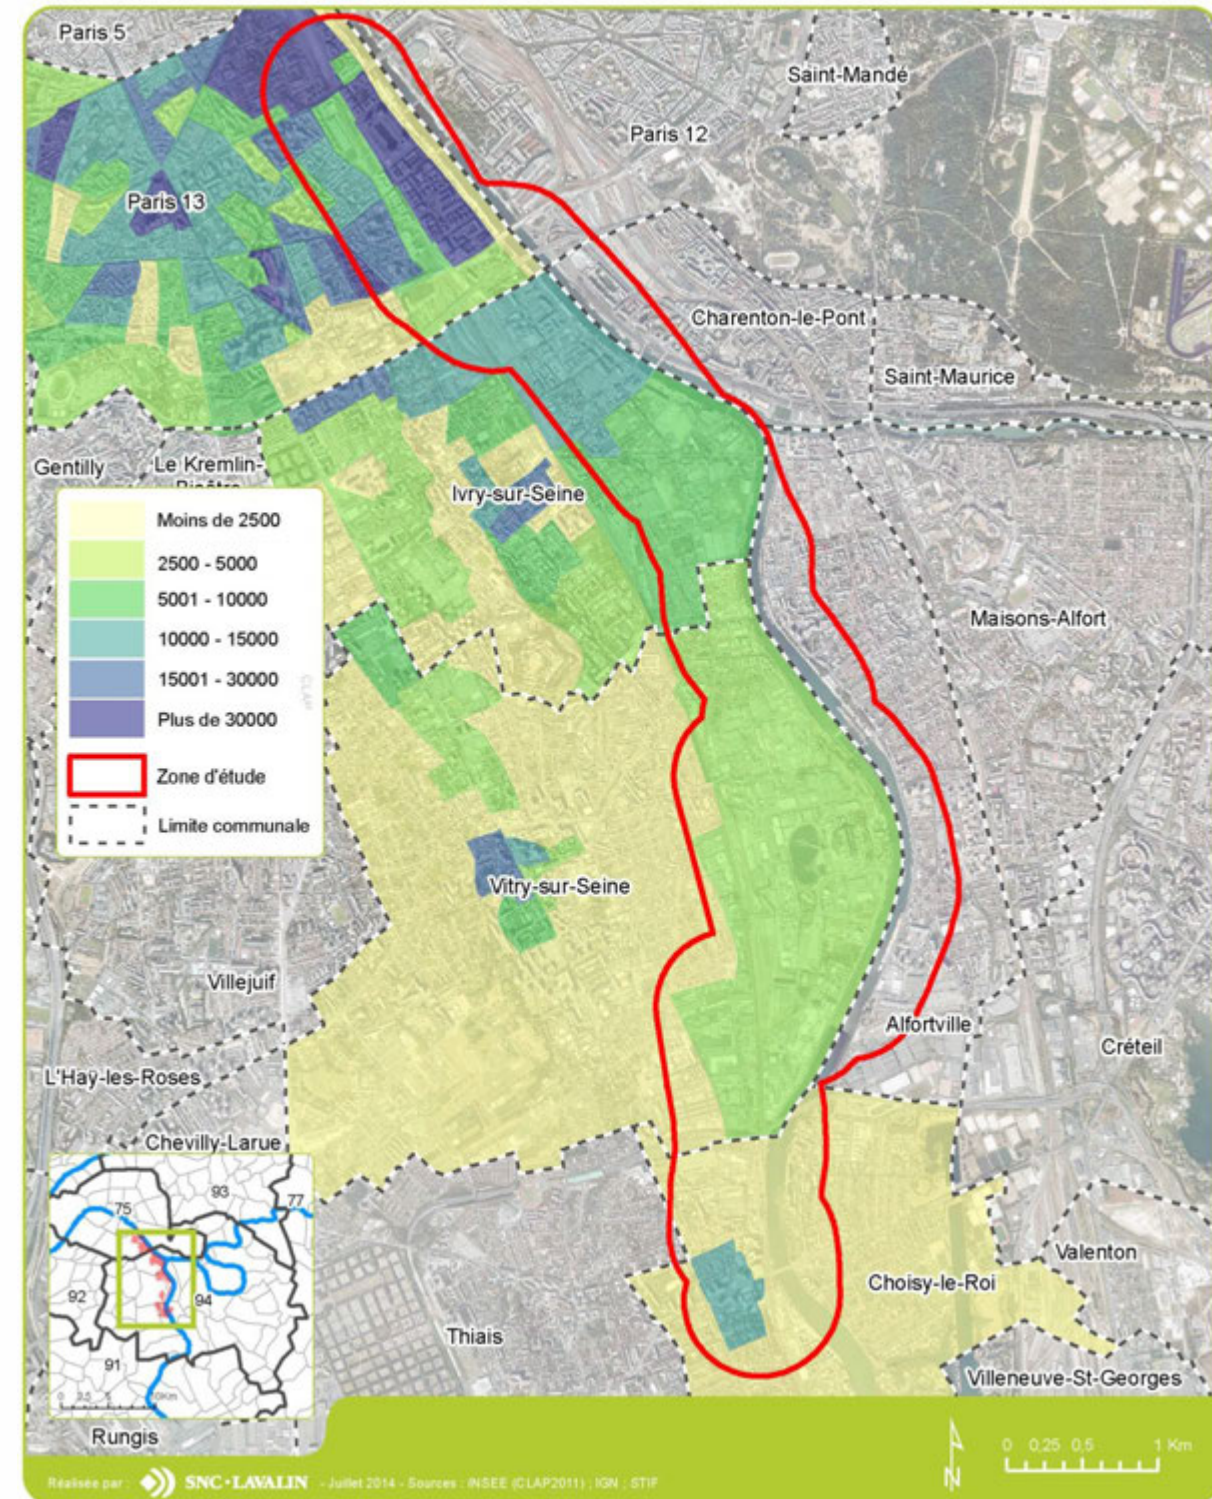 Paris 5
Saint-Mandé
Paris 12
Paris 13
Charenton-le-Pont
Saint-Maurice
Gentilly
Le Kremlin-
Bicêtre
Ivry-sur-Seine
Moins de 2500
2500 - 5000
5001 - 10000
10000 - 15000
15001 - 30000
Plus de 30000
Zone d'étude
Limite communale
Maisons-Alfort
Vitry-sur-Seine
Villejuif
Alfortville
Créteil
L'Haÿ-les-Roses
Chevilly-Larue
93
77
75
92
94
91
Valenton
Choisy-le-Roi
Thiais
Villeneuve-St-Georges
Rungis
N
0 0,25 0,5 1 Km
Réalisée par : SNC·LAVALIN - Juillet 2014 - Sources : INSEE (CLAP2011) ; IGN ; STIF